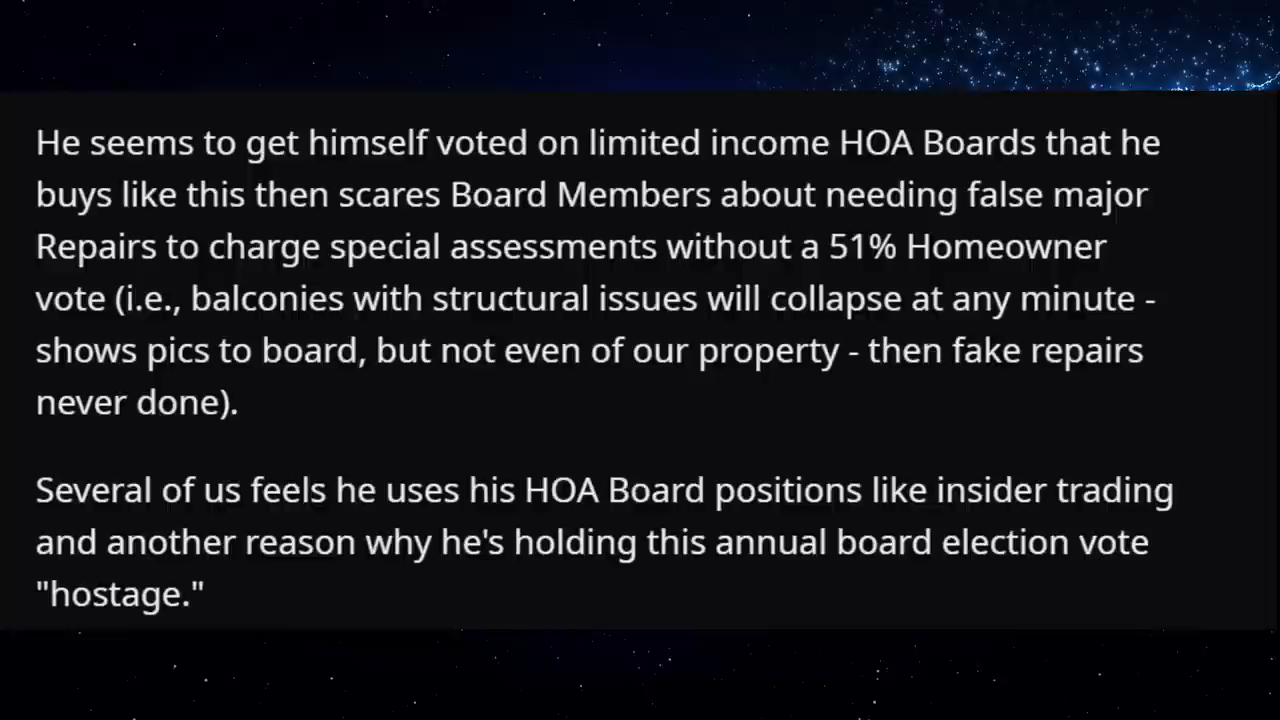 He seems to get himself voted on limited income HOA Boards that he
buys like this then scares Board Members about needing false major
Repairs to charge special assessments without a 51% Homeowner
vote (i.e., balconies with structural issues will collapse at any minute -
shows pics to board, but not even of our property - then fake repairs
never done).
Several of us feels he uses his HOA Board positions like insider trading
and another reason why he's holding this annual board election vote
"hostage."